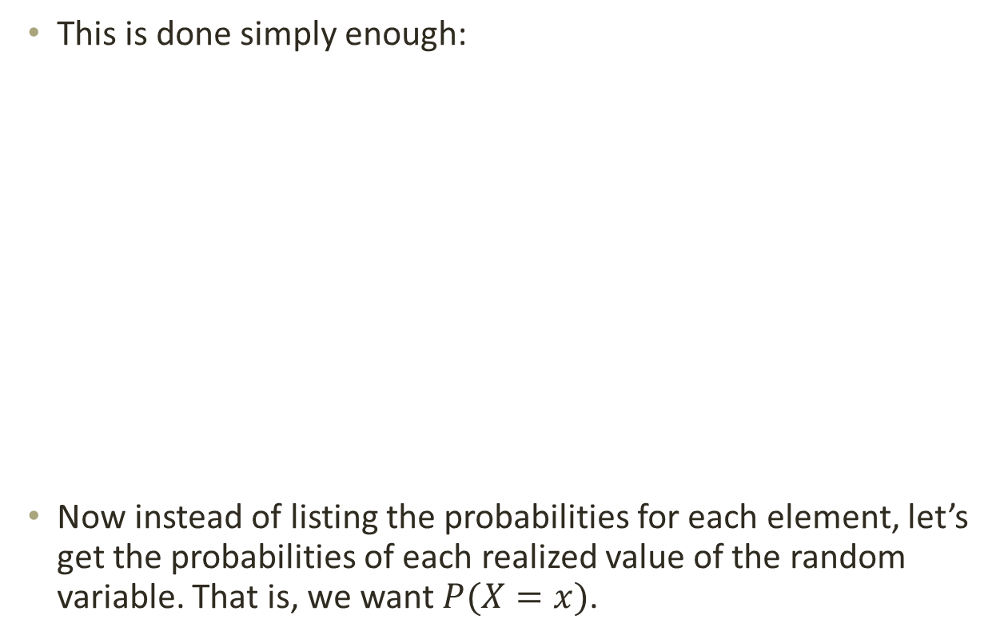 • This is done simply enough:
• Now instead of listing the probabilities for each element, let’s
get the probabilities of each realized value of the random
variable. That is, we want P(X = x).